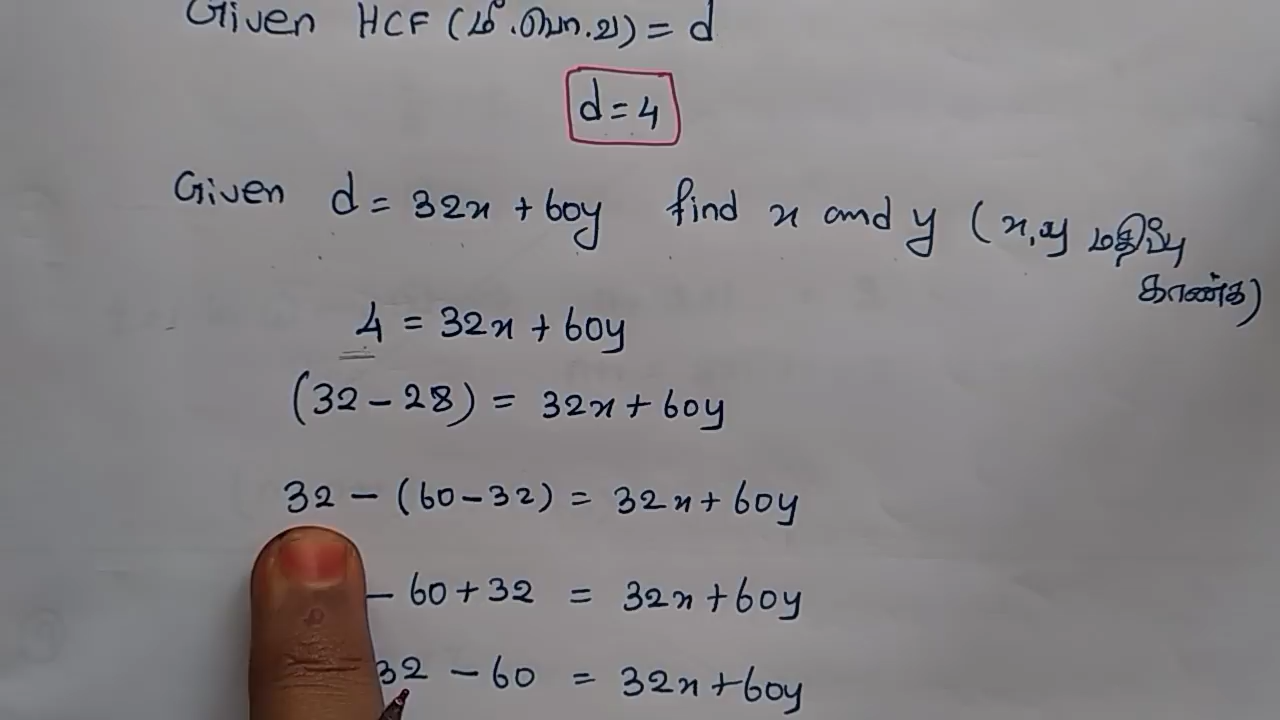 Given HCF (மீ.பொ.வ) = d
d = 4
Given d = 32x + 60y find x and y (x, y மதிப்பு
காண்க)
4 = 32x + 60y
(32 - 28) = 32x + 60y
32 - (60 - 32) = 32x + 60y
- 60 + 32 = 32x + 60y
32 - 60 = 32x + 60y